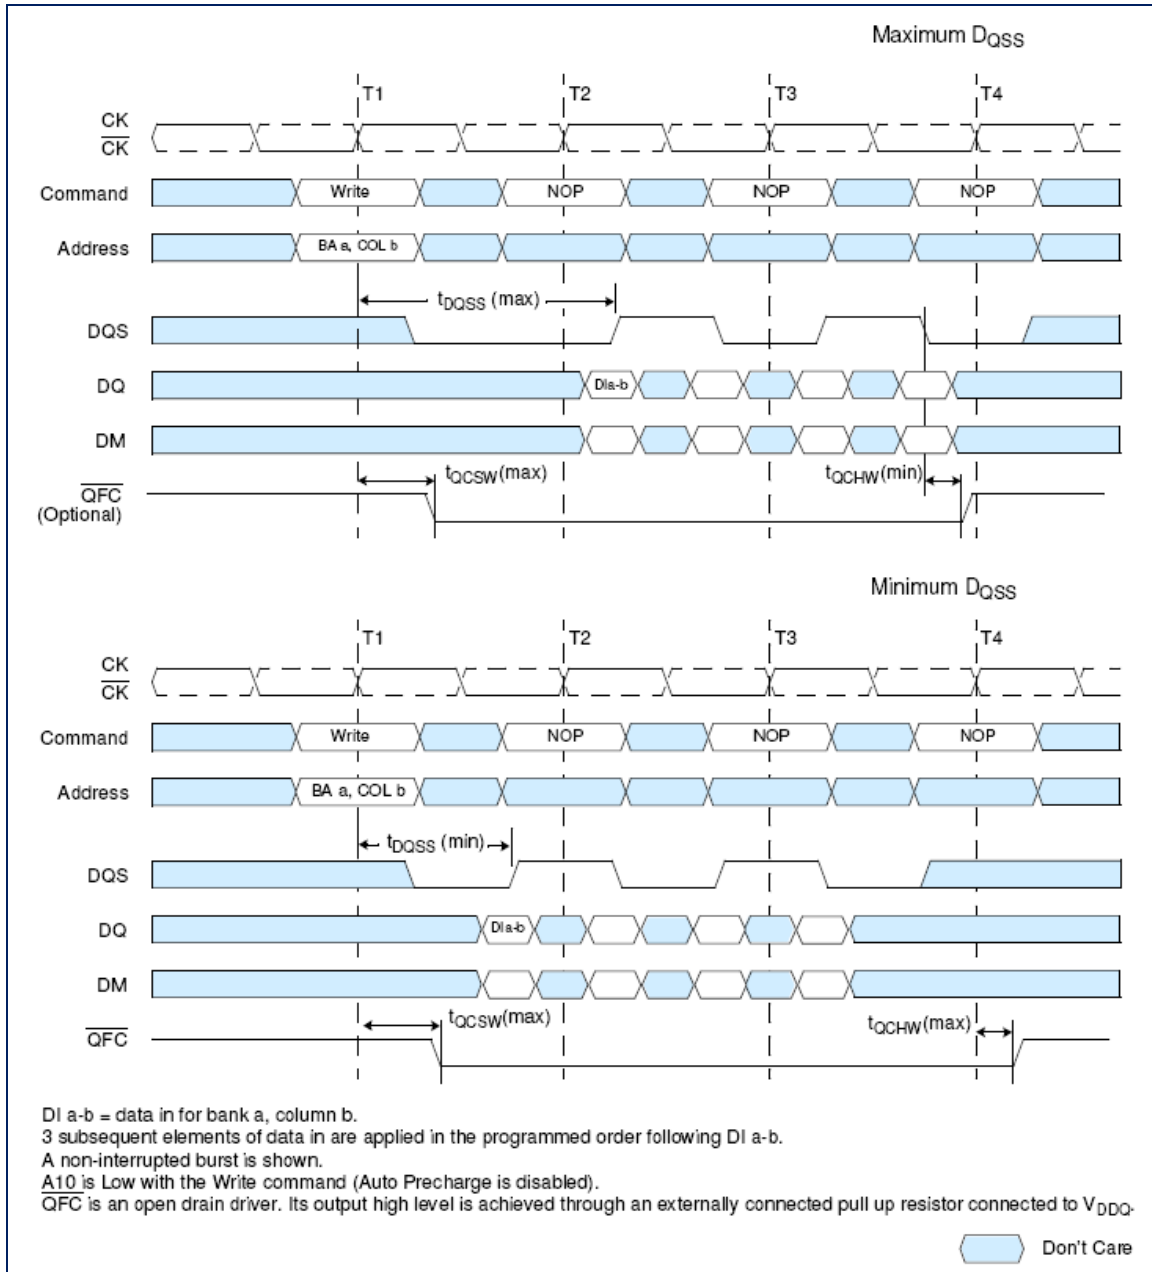 Maximum DQSS
T1 T2 T3 T4
CK
CK
Command Write NOP NOP NOP
Address BA a, COL b
tDQSS (max)
DQS
DQ DIa-b
DM
tQCSW(max) tQCHW(min)
QFC
(Optional)
Minimum DQSS
T1 T2 T3 T4
CK
CK
Command Write NOP NOP NOP
Address BA a, COL b
tDQSS (min)
DQS
DQ DIa-b
DM
tQCSW(max) tQCHW(max)
QFC
DI a-b = data in for bank a, column b.
3 subsequent elements of data in are applied in the programmed order following DI a-b.
A non-interrupted burst is shown.
A10 is Low with the Write command (Auto Precharge is disabled).
QFC is an open drain driver. Its output high level is achieved through an externally connected pull up resistor connected to VDDQ.
Don't Care